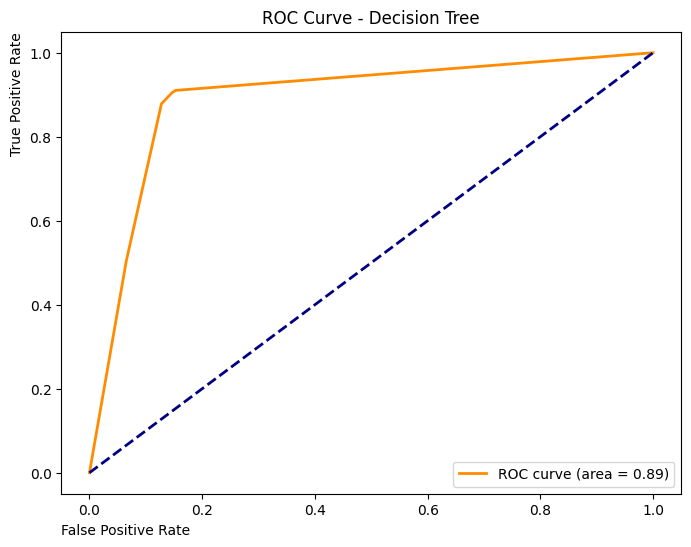 ROC Curve - Decision Tree
True Positive Rate
1.0
0.8
0.6
0.4
0.2
0.0
0.0 0.2 0.4 0.6 0.8 1.0
False Positive Rate
ROC curve (area = 0.89)